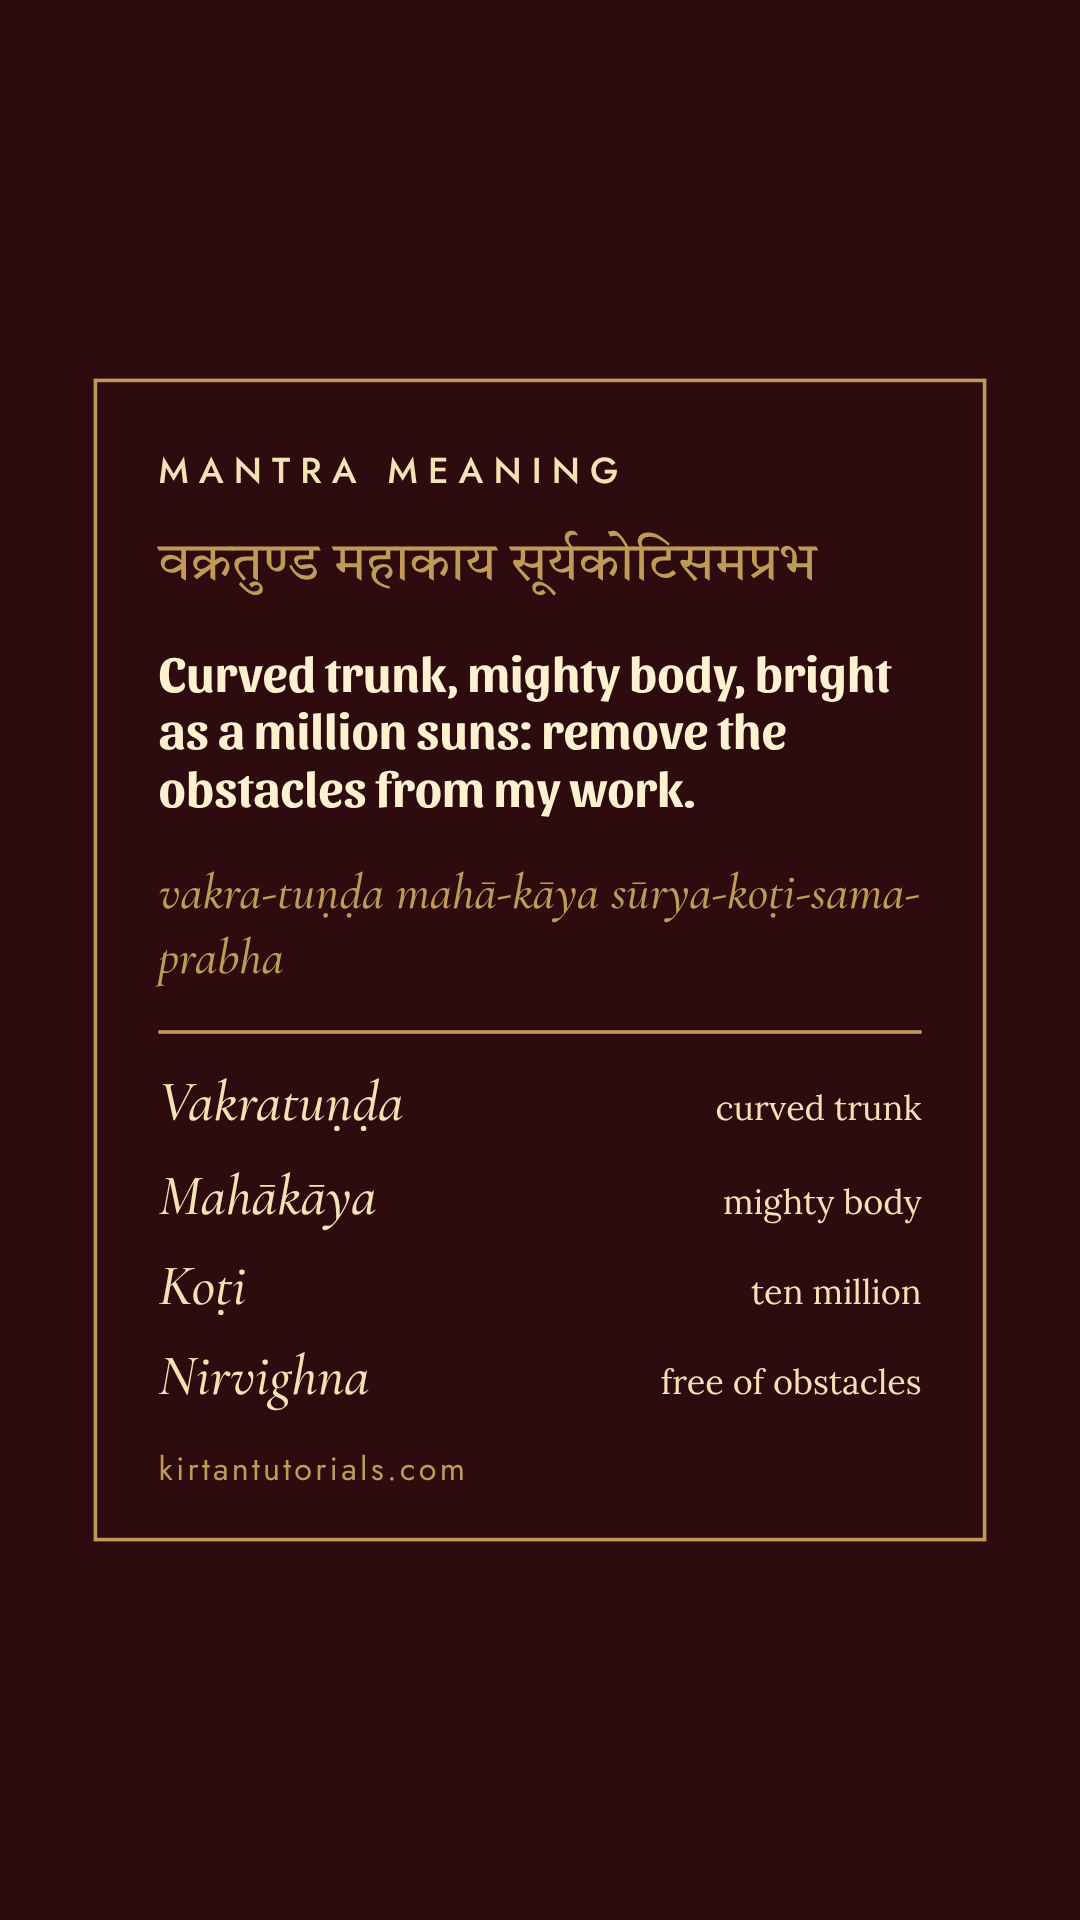 MANTRA MEANING
वक्रतुण्ड महाकाय सूर्यकोटिसमप्रभ
Curved trunk, mighty body, bright
as a million suns: remove the
obstacles from my work.
vakra-tuṇḍa mahā-kāya sūrya-koṭi-sama-
prabha
Vakratuṇḍa curved trunk
Mahākāya mighty body
Koṭi ten million
Nirvighna free of obstacles
kirtantutorials.com